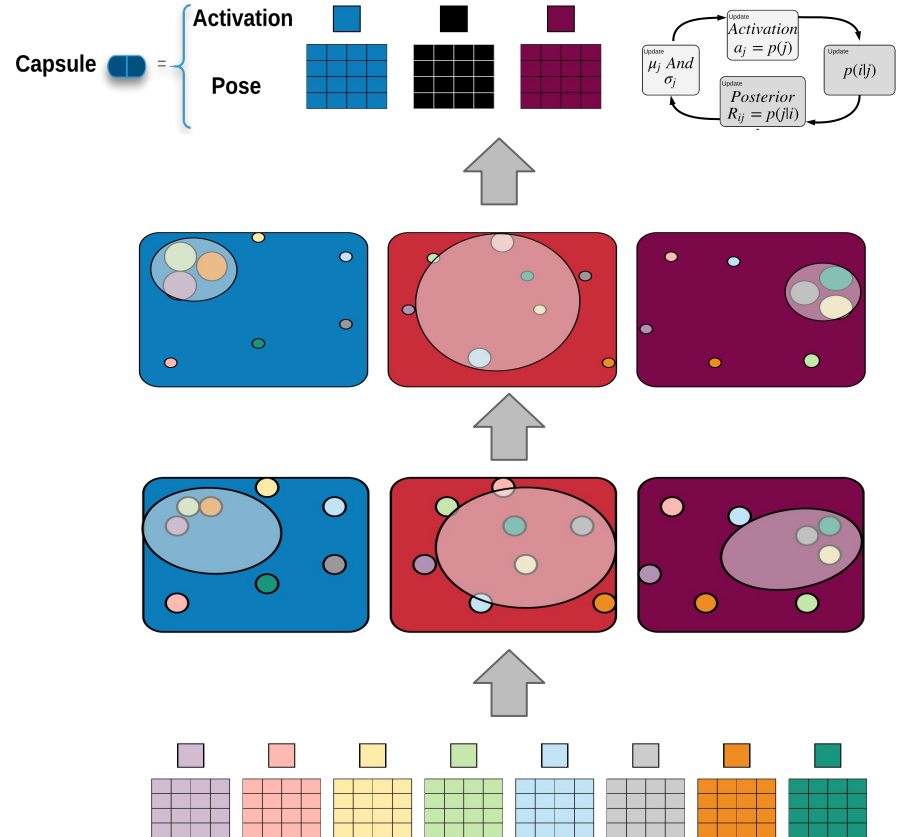 Activation
Capsule =
Pose
Update
Activation
a_j = p(j)
Update
μ_j And
σ_j
Update
p(i|j)
Update
Posterior
R_ij = p(j|i)